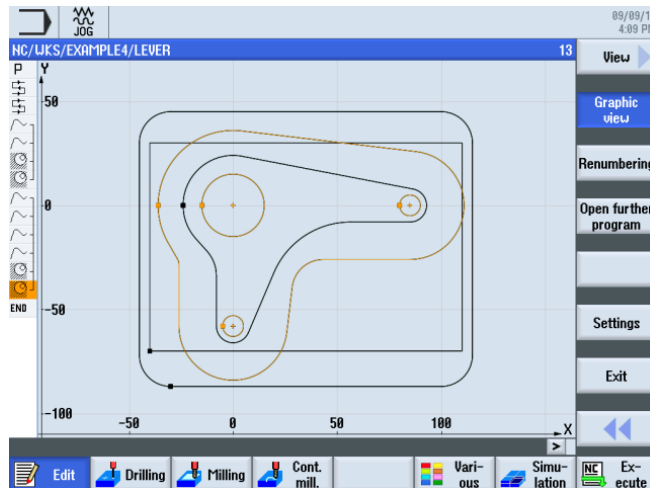 JOG
09/09/1
4:09 P
NC/WKS/EXAMPLE4/LEVER 13
View
P
Y
50
Graphic
view
Renumbering
0
Open further
program
-50
END
Settings
Exit
-100
-50 0 50 100 X
>
Edit Drilling Milling Cont.
mill. Vari-
ous Simu-
lation NC Ex-
ecute